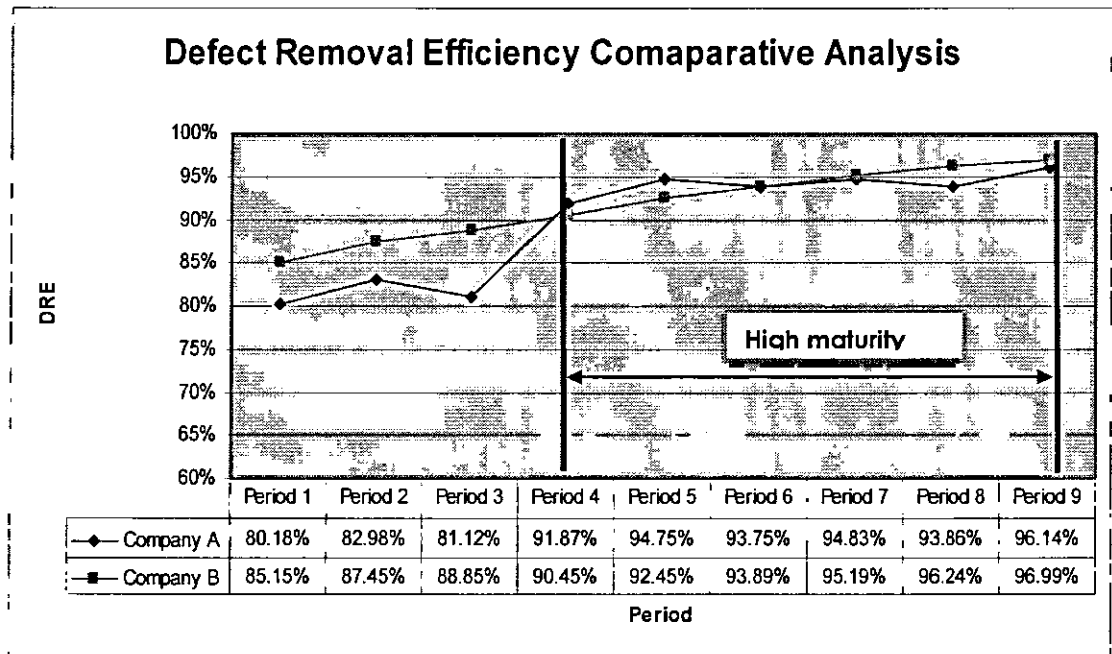 Defect Removal Efficiency Comaparative Analysis
100%
95%
90%
85%
80%
75%
70%
65%
60%
DRE
High maturity
Period 1 Period 2 Period 3 Period 4 Period 5 Period 6 Period 7 Period 8 Period 9
Company A 80.18% 82.98% 81.12% 91.87% 94.75% 93.75% 94.83% 93.86% 96.14%
Company B 85.15% 87.45% 88.85% 90.45% 92.45% 93.89% 95.19% 96.24% 96.99%
Period